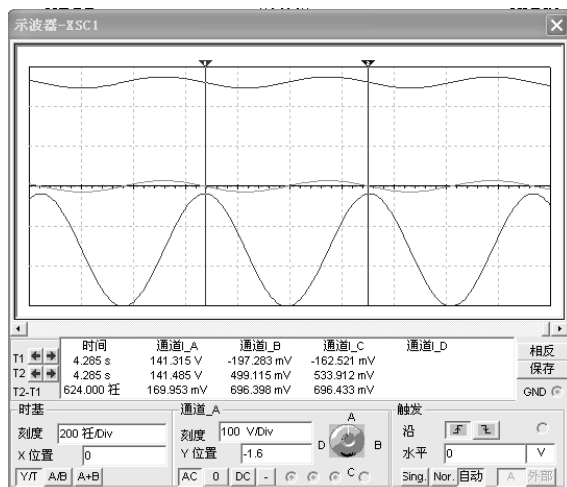 示波器-XSC1
时间 通道_A 通道_B 通道_C 通道_D
T1 4.285 s 141.315 V -197.283 mV -162.521 mV
T2 4.285 s 141.485 V 499.115 mV 533.912 mV
T2-T1 624.000 衽 169.953 mV 696.398 mV 696.433 mV
相反
保存
GND
时基
刻度 200 衽/Div
X 位置 0
Y/T A/B A+B
通道_A
刻度 100 V/Div
Y 位置 -1.6
AC 0 DC -
A
B
C
D
触发
沿
水平 0 V
Sing. Nor. 自动 A 外部